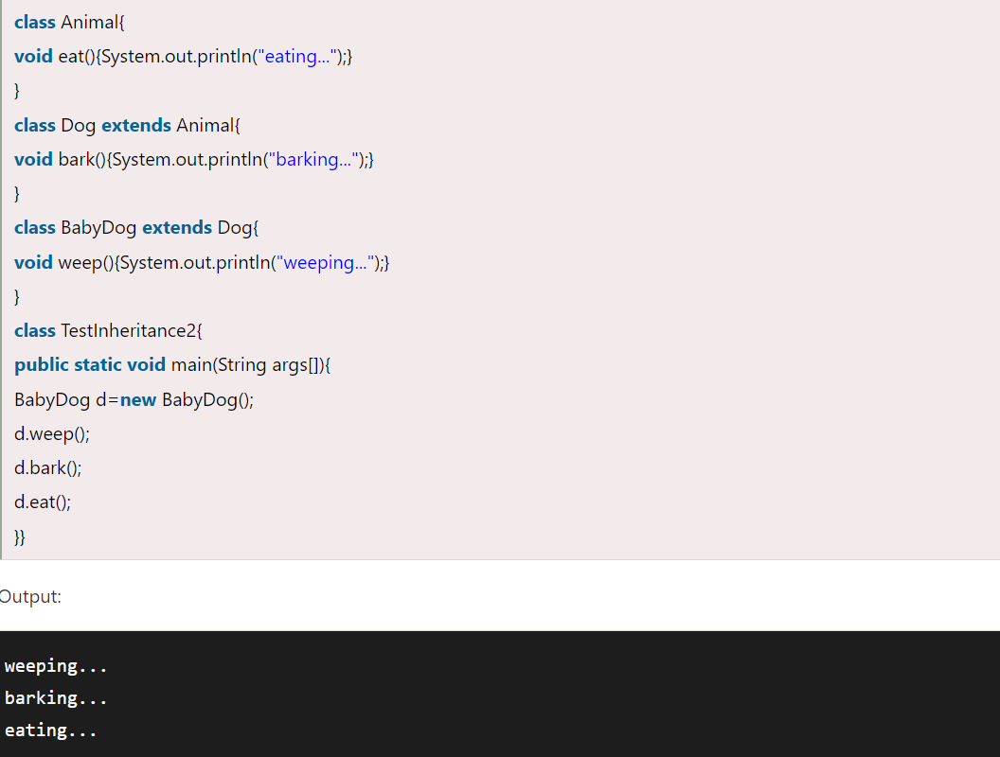 class Animal{
void eat(){System.out.println("eating...");}
}
class Dog extends Animal{
void bark(){System.out.println("barking...");}
}
class BabyDog extends Dog{
void weep(){System.out.println("weeping...");}
}
class TestInheritance2{
public static void main(String args[]){
BabyDog d=new BabyDog();
d.weep();
d.bark();
d.eat();
}}
Output:
weeping...
barking...
eating...